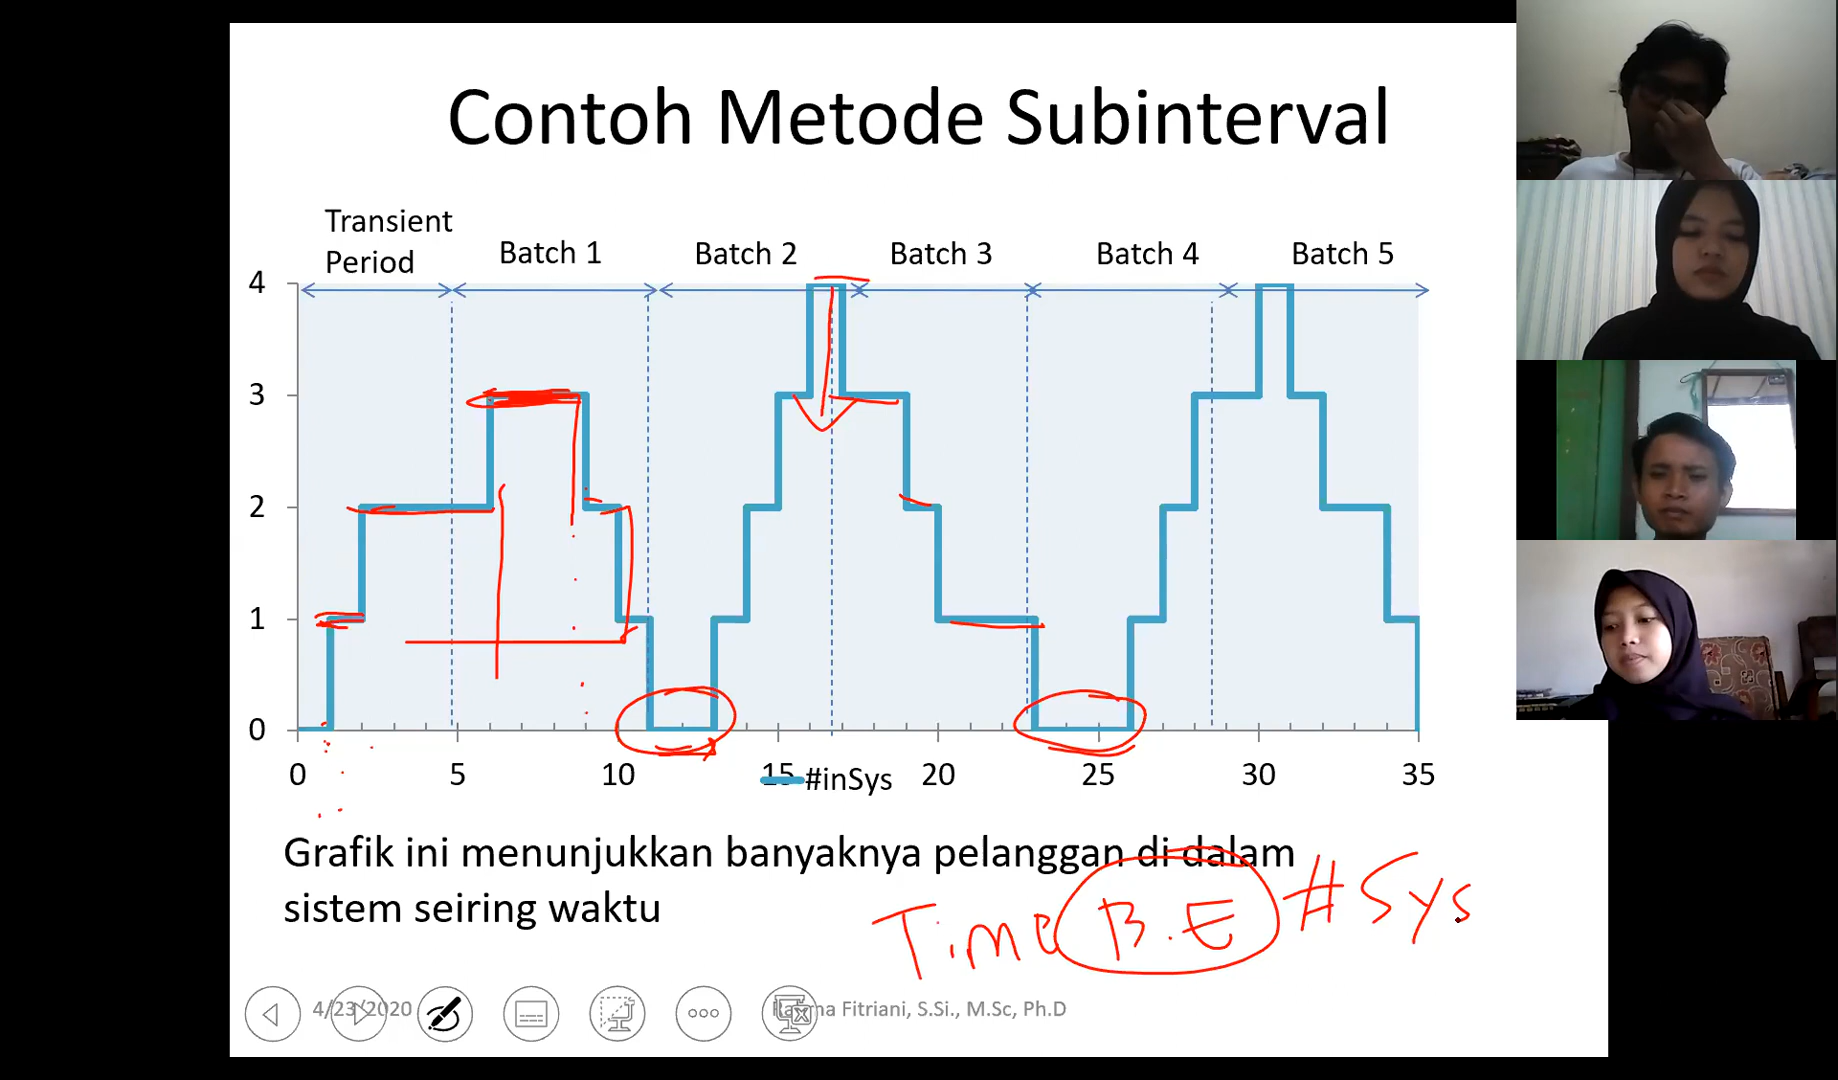 Contoh Metode Subinterval
Transient
Period
Batch 1
Batch 2
Batch 3
Batch 4
Batch 5
4
3
2
1
0
0 5 10 15 20 25 30 35
#inSys
Grafik ini menunjukkan banyaknya pelanggan di dalam
sistem seiring waktu
Time B.E #Sys
4/23/2020
Fitriani, S.Si., M.Sc, Ph.D